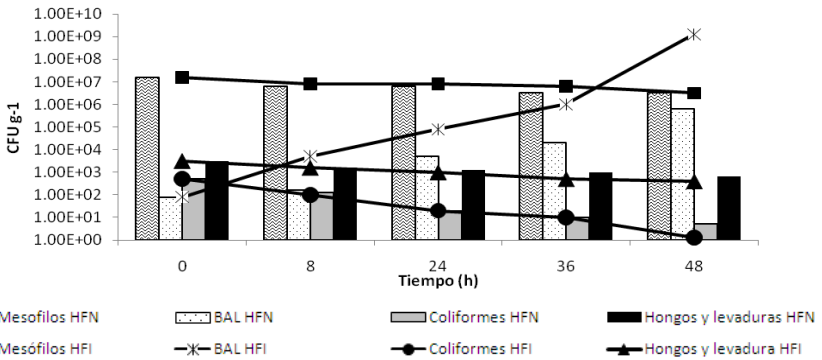 1.00E+10
1.00E+09
1.00E+08
1.00E+07
1.00E+06
1.00E+05
1.00E+04
1.00E+03
1.00E+02
1.00E+01
1.00E+00
CFU g-1
0 8 24 36 48
Tiempo (h)
Mesofilos HFN BAL HFN Coliformes HFN Hongos y levaduras HFN
Mesófilos HFI BAL HFI Coliformes HFI Hongos y levadura HFI